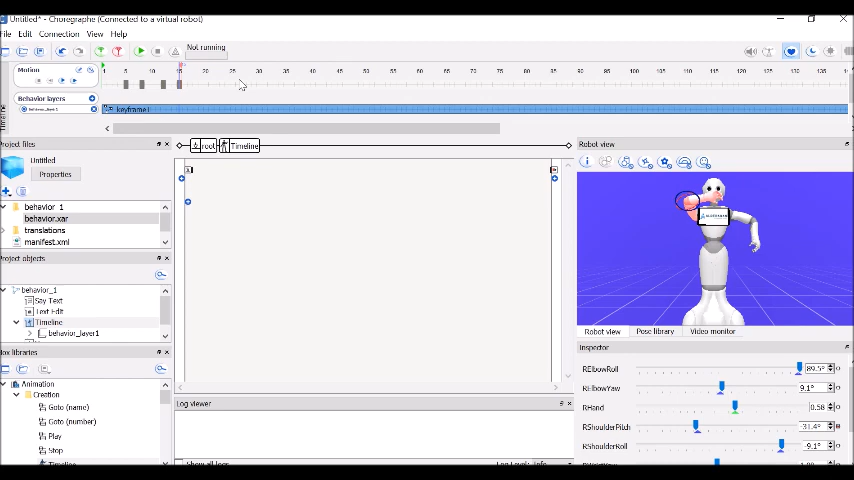 Untitled* - Choregraphe (Connected to a virtual robot)
File Edit Connection View Help
Not running
Motion
1 5 10 15 20 25 30 35 40 45 50 55 60 65 70 75 80 85 90 95 100 105 110 115 120 125 130 135
Behavior layers
behavior_layer1
keyframe1
Timeline
Project files
root
Timeline
Robot view
Untitled
Properties
behavior_1
behavior.xar
translations
manifest.xml
Project objects
behavior_1
Say Text
Text Edit
Timeline
behavior_layer1
Box libraries
Animation
Creation
Goto (name)
Goto (number)
Play
Stop
Timeline
Log viewer
Show all logs
Log Level: Info
Robot view
Pose library
Video monitor
Inspector
RElbowRoll
89.5°
RElbowYaw
9.1°
RHand
0.58
RShoulderPitch
-31.4°
RShoulderRoll
-9.1°